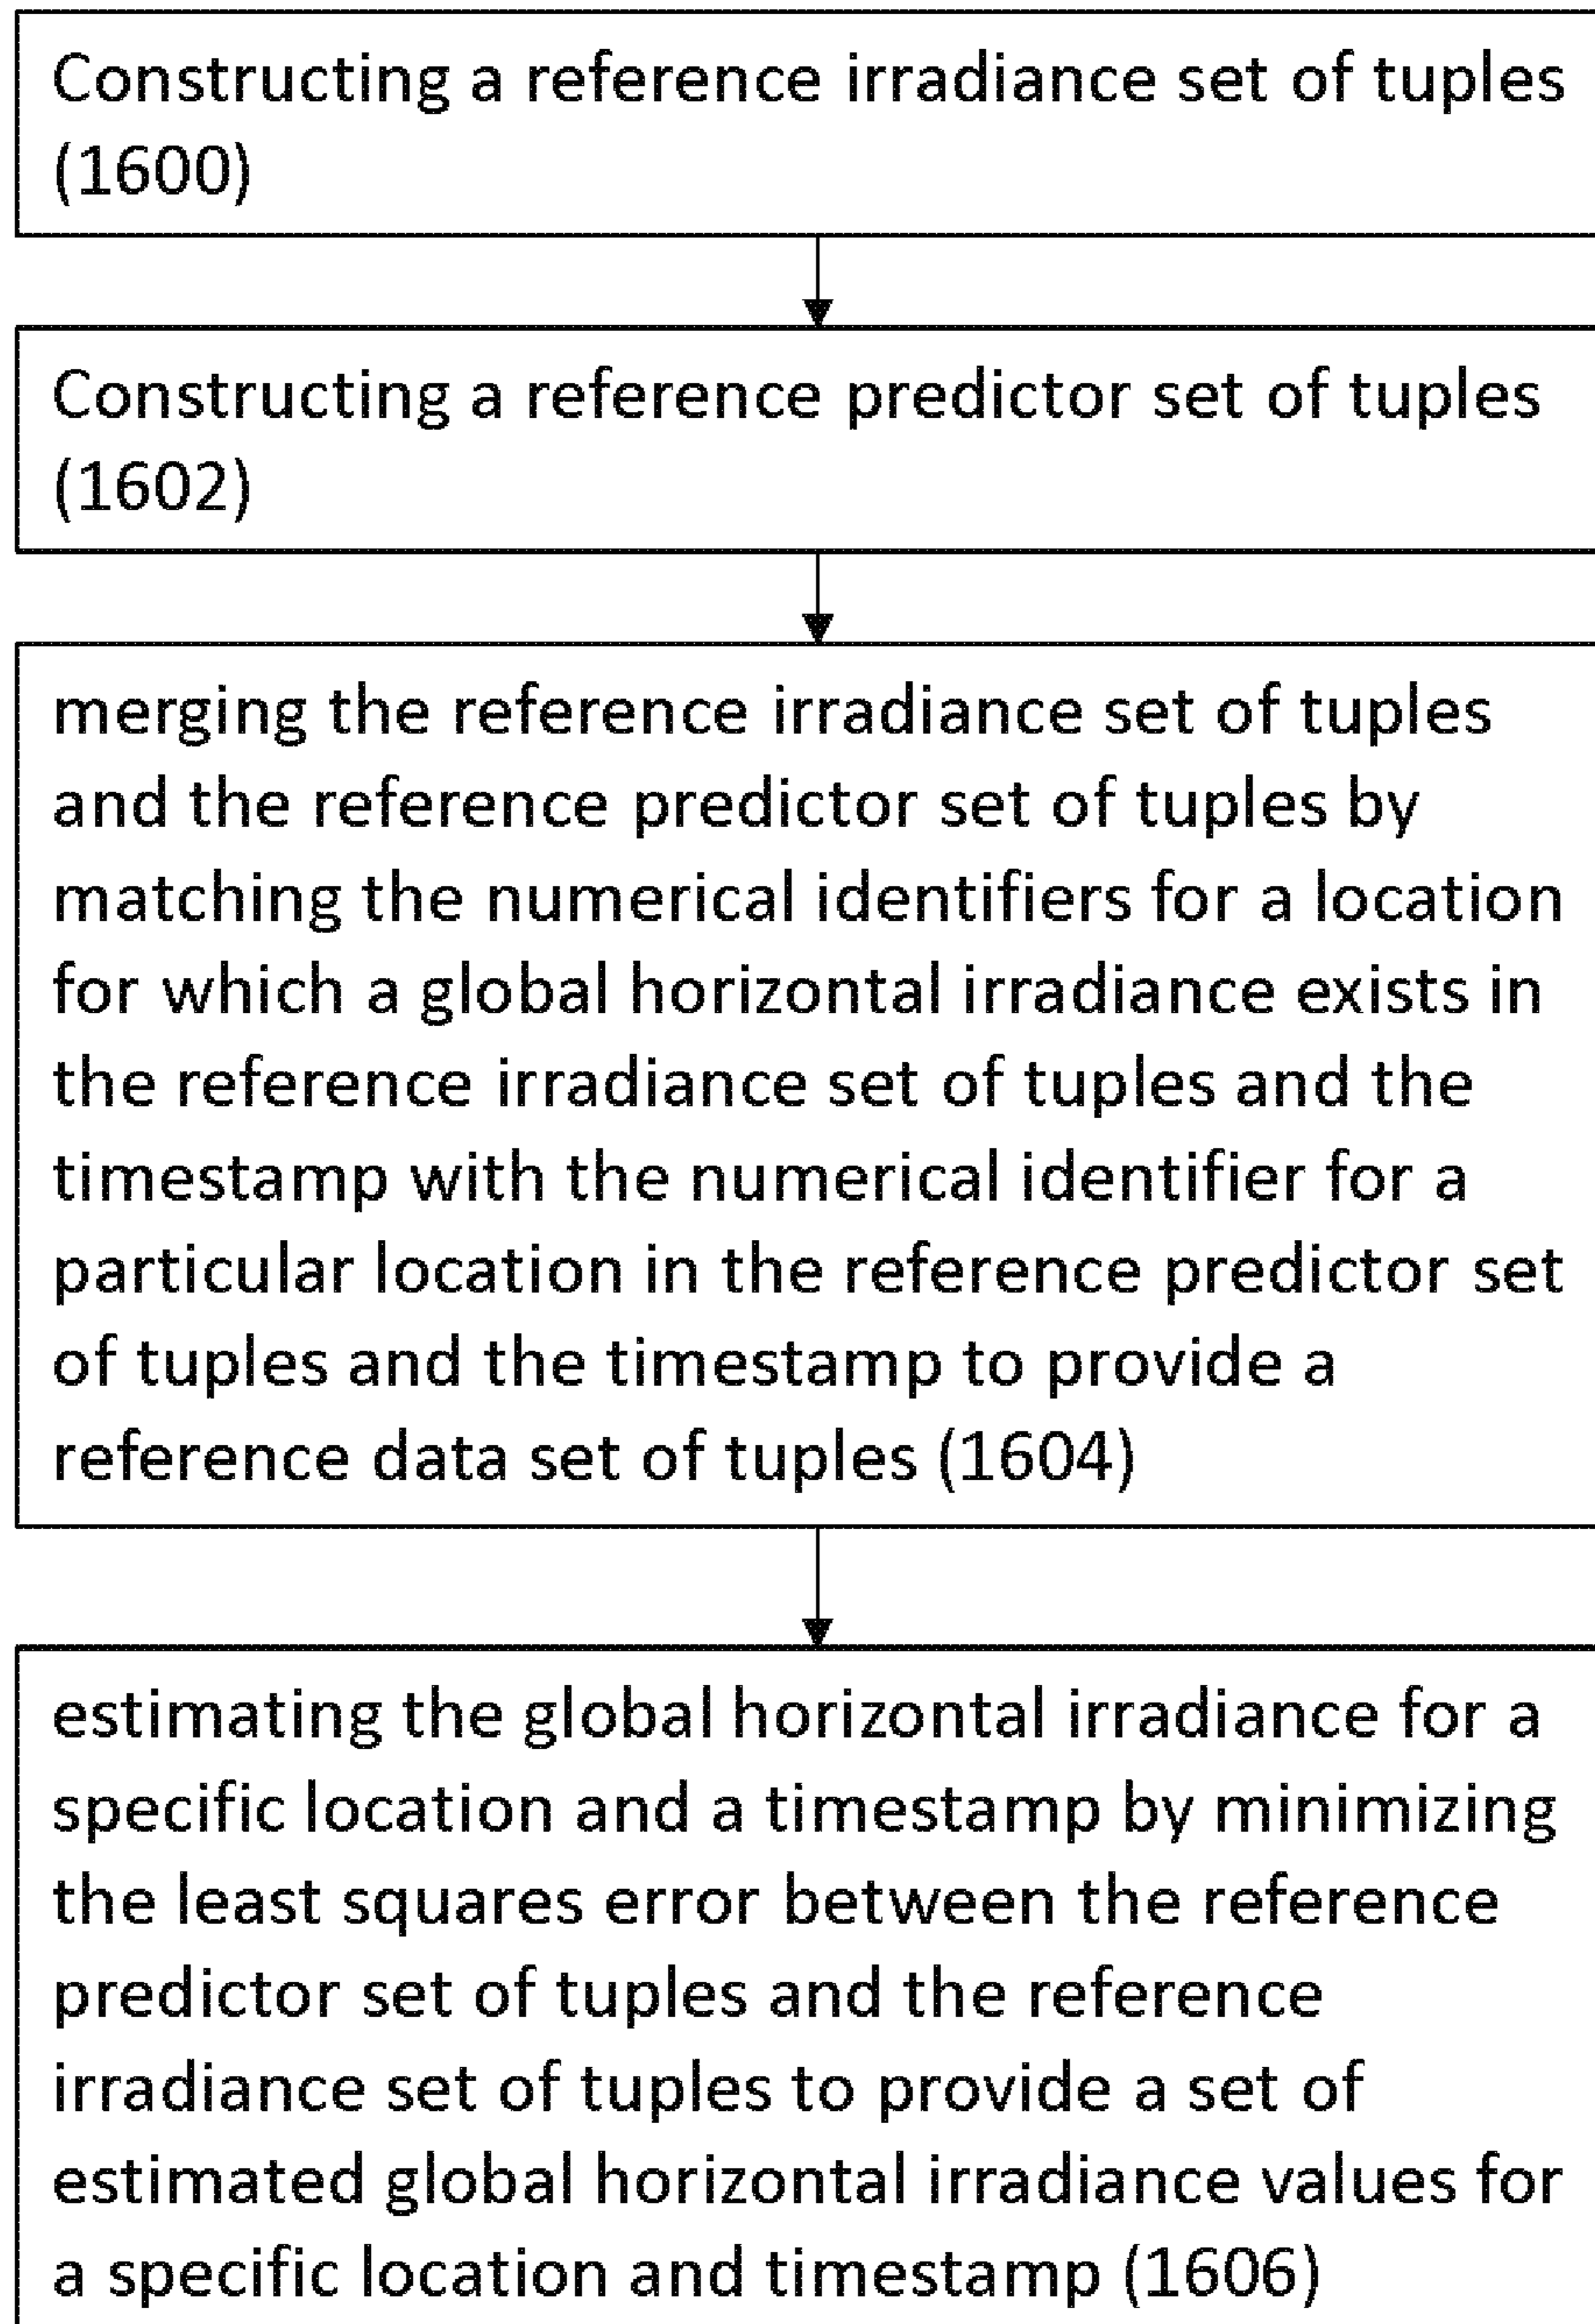 Constructing a reference irradiance set of tuples
(1600)
Constructing a reference predictor set of tuples
(1602)
merging the reference irradiance set of tuples
and the reference predictor set of tuples by
matching the numerical identifiers for a location
for which a global horizontal irradiance exists in
the reference irradiance set of tuples and the
timestamp with the numerical identifier for a
particular location in the reference predictor set
of tuples and the timestamp to provide a
reference data set of tuples (1604)
estimating the global horizontal irradiance for a
specific location and a timestamp by minimizing
the least squares error between the reference
predictor set of tuples and the reference
irradiance set of tuples to provide a set of
estimated global horizontal irradiance values for
a specific location and timestamp (1606)